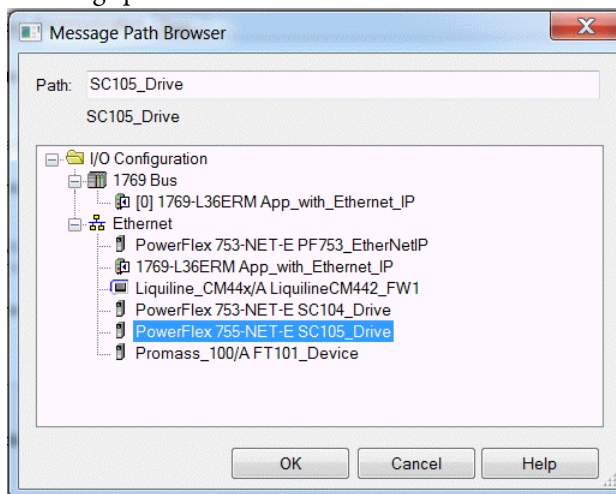 Message Path Browser
X
Path: SC105_Drive
SC105_Drive
I/O Configuration
1769 Bus
[0] 1769-L36ERM App_with_Ethernet_IP
Ethernet
PowerFlex 753-NET-E PF753_EtherNetIP
1769-L36ERM App_with_Ethernet_IP
Liquiline_CM44x/A LiquilineCM442_FW1
PowerFlex 753-NET-E SC104_Drive
PowerFlex 755-NET-E SC105_Drive
Promass_100/A FT101_Device
OK Cancel Help